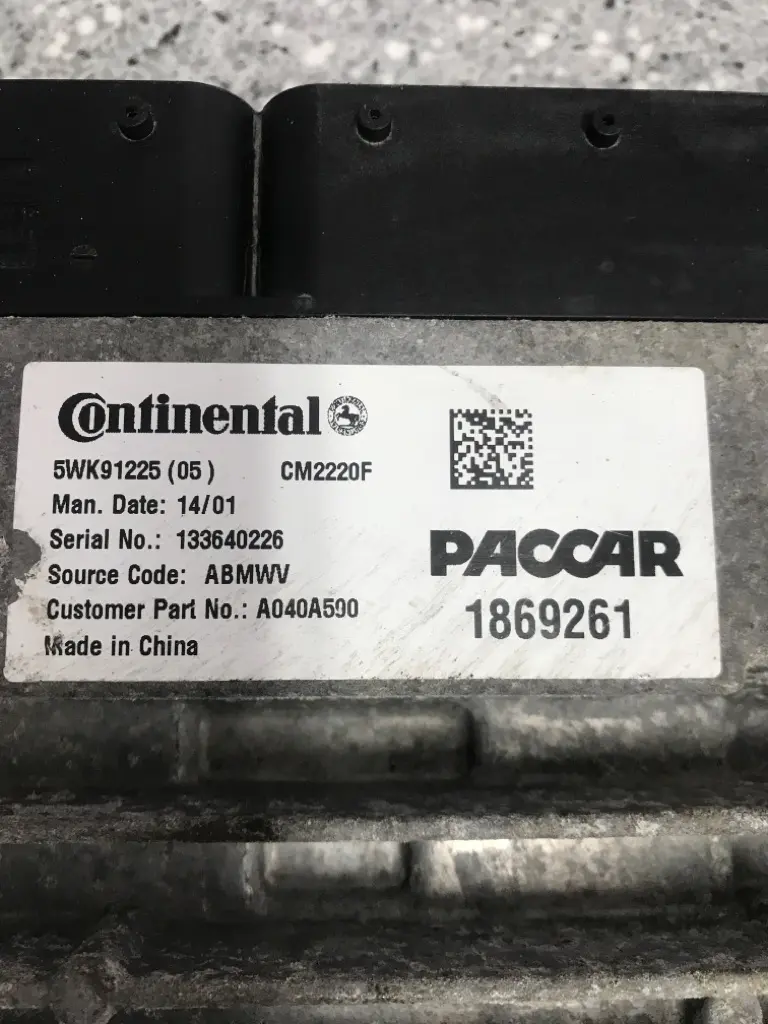 Continental
5WK91225 (05 ) CM2220F
Man. Date: 14/01
Serial No.: 133640226
Source Code: ABMWV
Customer Part No.: A040A590
Made in China
PACCAR
1869261